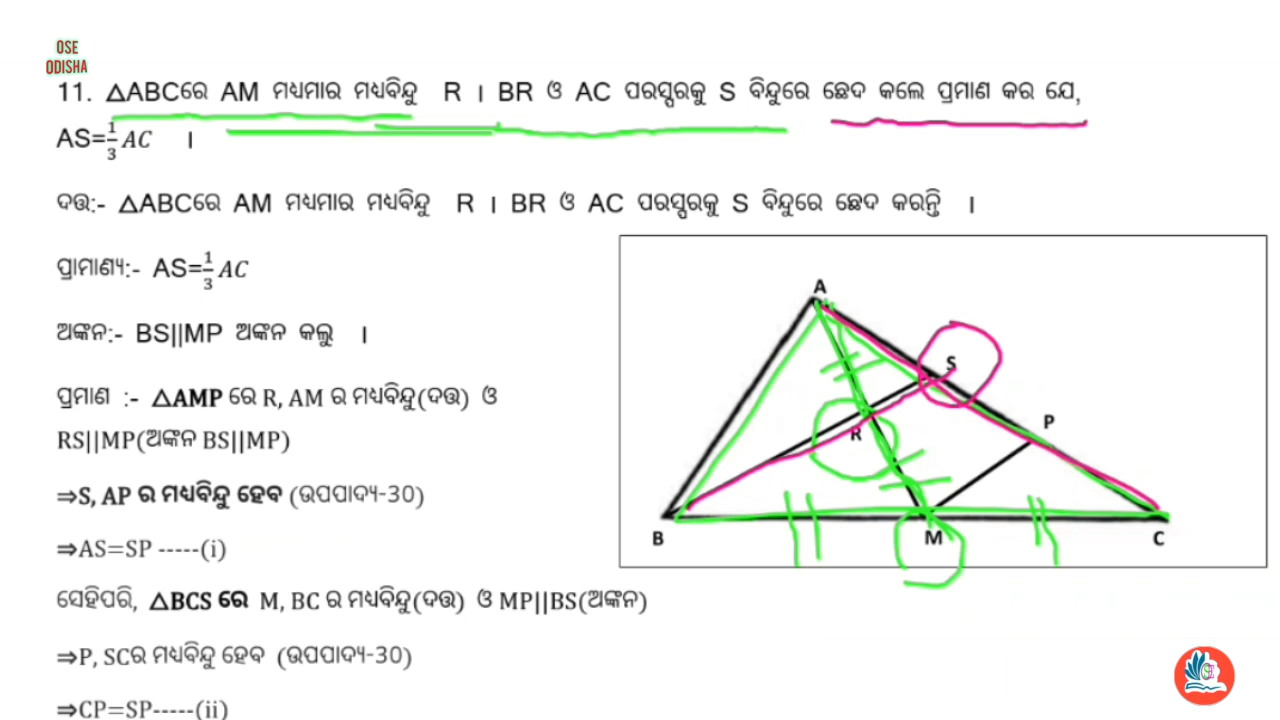 OSE
ODISHA
11. △ABCରେ AM ମଧ୍ୟମାର ମଧ୍ୟବିନ୍ଦୁ R । BR ଓ AC ପରସ୍ପରକୁ S ବିନ୍ଦୁରେ ଛେଦ କଲେ ପ୍ରମାଣ କର ଯେ,
AS=1/3 AC ।
ଦତ୍ତ:- △ABCରେ AM ମଧ୍ୟମାର ମଧ୍ୟବିନ୍ଦୁ R । BR ଓ AC ପରସ୍ପରକୁ S ବିନ୍ଦୁରେ ଛେଦ କରନ୍ତି ।
ପ୍ରାମାଣ୍ୟ:- AS=1/3 AC
ଅଙ୍କନ:- BS||MP ଅଙ୍କନ କଲୁ ।
ପ୍ରମାଣ :- △AMP ରେ R, AM ର ମଧ୍ୟବିନ୍ଦୁ(ଦତ୍ତ) ଓ
RS||MP(ଅଙ୍କନ BS||MP)
⇒S, AP ର ମଧ୍ୟବିନ୍ଦୁ ହେବ (ଉପପାଦ୍ୟ-30)
⇒AS=SP -----(i)
ସେହିପରି, △BCS ରେ M, BC ର ମଧ୍ୟବିନ୍ଦୁ(ଦତ୍ତ) ଓ MP||BS(ଅଙ୍କନ)
⇒P, SCର ମଧ୍ୟବିନ୍ଦୁ ହେବ (ଉପପାଦ୍ୟ-30)
⇒CP=SP-----(ii)
A
S
P
R
B
M
C